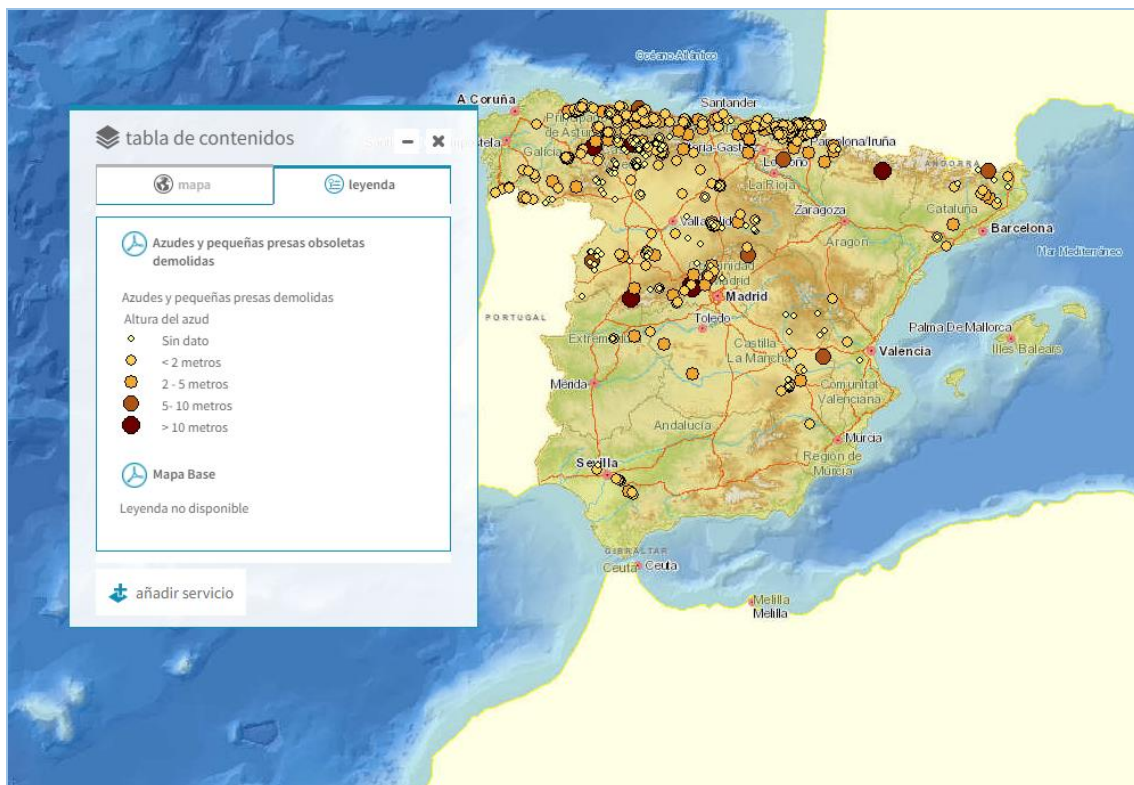 Océano Atlántico
A Coruña
Santander
tabla de contenidos
Galicia
Parcelona/Iruña
ANDORRA
mapa
leyenda
La Rioja
Zaragoza
Cataluña
Barcelona
Aragón
Mar Mediterráneo
Azudes y pequeñas presas obsoletas
demolidas
Azudes y pequeñas presas demolidas
Altura del azud
Sin dato
< 2 metros
2 - 5 metros
5- 10 metros
> 10 metros
Madrid
PORTUGAL
Toledo
Palma De Mallorca
Illes Balears
Castilla
La Mancha
Valencia
Mérida
Comunitat
Valenciana
Andalucía
Murcia
Región de
Murcia
Sevilla
Mapa Base
Leyenda no disponible
GIBRALTAR
Ceuta
Ceuta
añadir servicio
Melilla
Melilla